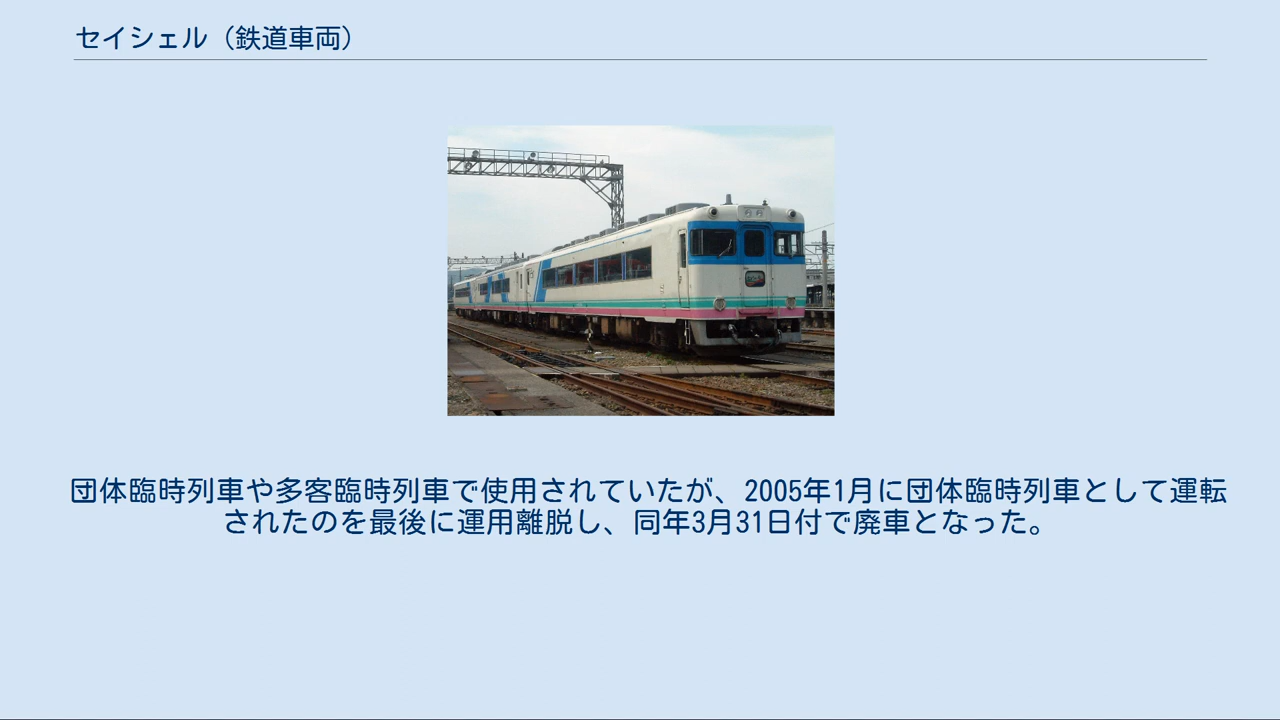 セイシェル（鉄道車両）
団体臨時列車や多客臨時列車で使用されていたが、2005年1月に団体臨時列車として運転
されたのを最後に運用離脱し、同年3月31日付で廃車となった。